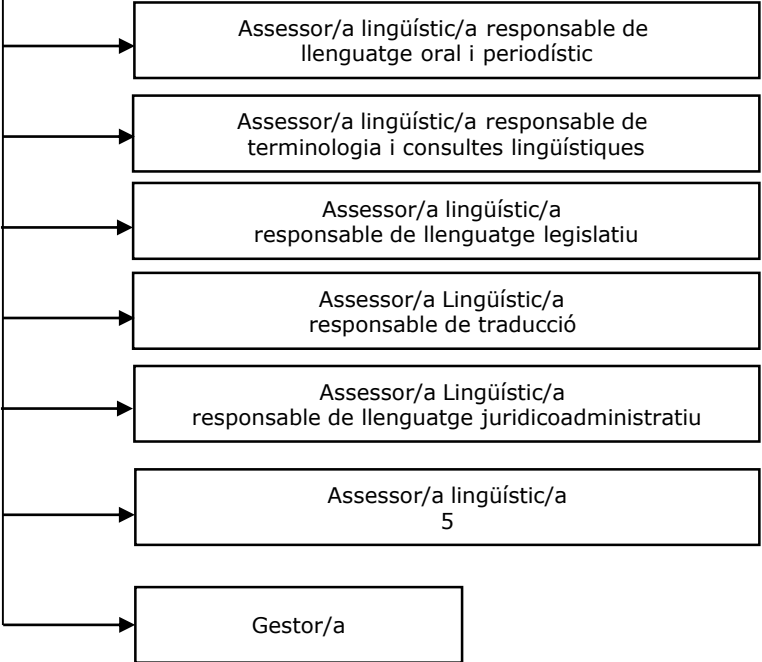 Assessor/a lingüístic/a responsable de
llenguatge oral i periodístic
Assessor/a lingüístic/a responsable de
terminologia i consultes lingüístiques
Assessor/a lingüístic/a
responsable de llenguatge legislatiu
Assessor/a Lingüístic/a
responsable de traducció
Assessor/a Lingüístic/a
responsable de llenguatge juridicoadministratiu
Assessor/a lingüístic/a
5
Gestor/a